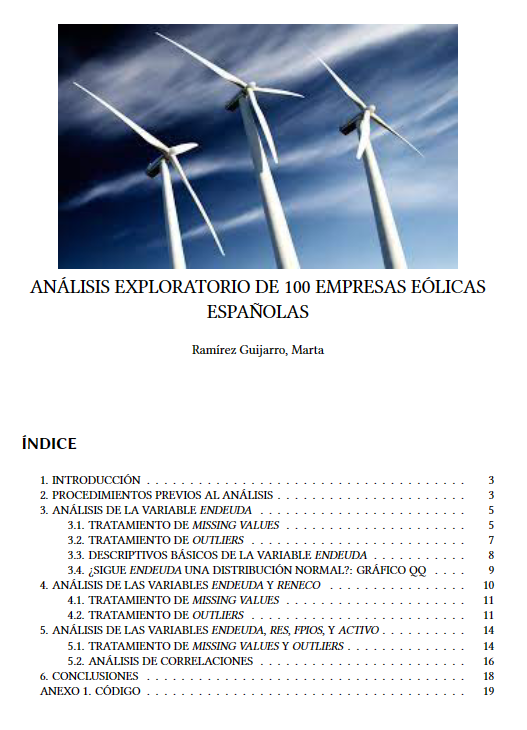 ANÁLISIS EXPLORATORIO DE 100 EMPRESAS EÓLICAS
ESPAÑOLAS
Ramírez Guijarro, Marta
ÍNDICE
1. INTRODUCCIÓN . . . . . . . . . . . . . . . . . . . . . . . . . . . . . . . . . . . . . . 3
2. PROCEDIMIENTOS PREVIOS AL ANÁLISIS . . . . . . . . . . . . . . . . . . . . . . 3
3. ANÁLISIS DE LA VARIABLE ENDEUDA . . . . . . . . . . . . . . . . . . . . . . . . 5
3.1. TRATAMIENTO DE MISSING VALUES . . . . . . . . . . . . . . . . . . . . . 5
3.2. TRATAMIENTO DE OUTLIERS . . . . . . . . . . . . . . . . . . . . . . . . . . 7
3.3. DESCRIPTIVOS BÁSICOS DE LA VARIABLE ENDEUDA . . . . . . . . . . . 8
3.4. ¿SIGUE ENDEUDA UNA DISTRIBUCIÓN NORMAL?: GRÁFICO QQ . . . . 9
4. ANÁLISIS DE LAS VARIABLES ENDEUDA Y RENECO . . . . . . . . . . . . . . . . 10
4.1. TRATAMIENTO DE MISSING VALUES . . . . . . . . . . . . . . . . . . . . . 11
4.2. TRATAMIENTO DE OUTLIERS . . . . . . . . . . . . . . . . . . . . . . . . . . 11
5. ANÁLISIS DE LAS VARIABLES ENDEUDA, RES, FPIOS, Y ACTIVO . . . . . . . . . . 14
5.1. TRATAMIENTO DE MISSING VALUES Y OUTLIERS . . . . . . . . . . . . . . 14
5.2. ANÁLISIS DE CORRELACIONES . . . . . . . . . . . . . . . . . . . . . . . . 16
6. CONCLUSIONES . . . . . . . . . . . . . . . . . . . . . . . . . . . . . . . . . . . . . . 18
ANEXO 1. CÓDIGO . . . . . . . . . . . . . . . . . . . . . . . . . . . . . . . . . . . . . 19